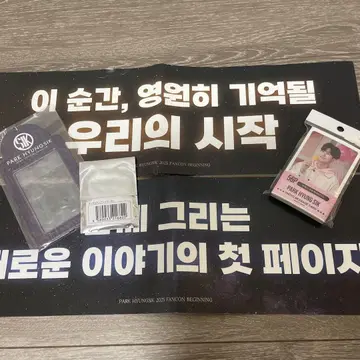 이 순간, 영원히 기억될
우리의 시작
PARK HYUNGSIK 2025 FANCON BEGINNING
PARK HYUNGSIK
PARK HYUNG SIK
그리는
새로운 이야기의 첫 페이지
PARK HYUNGSIK 2025 FANCON BEGINNING